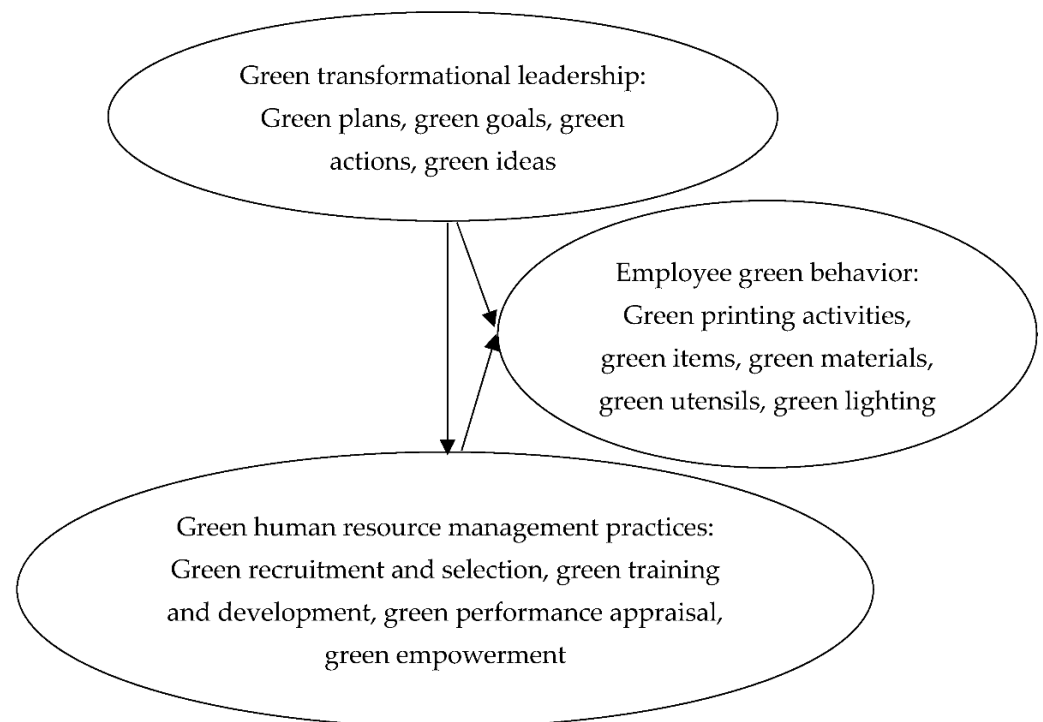 Green transformational leadership:
Green plans, green goals, green
actions, green ideas
Employee green behavior:
Green printing activities,
green items, green materials,
green utensils, green lighting
Green human resource management practices:
Green recruitment and selection, green training
and development, green performance appraisal,
green empowerment